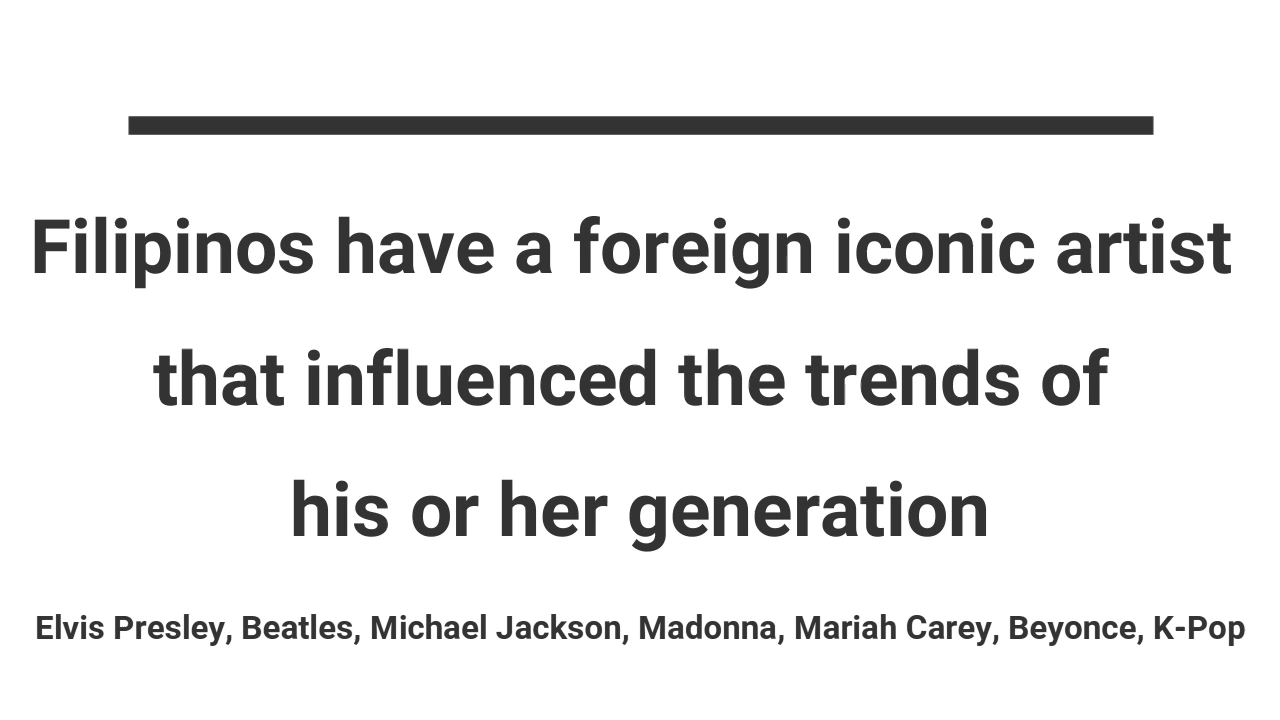 Filipinos have a foreign iconic artist
that influenced the trends of
his or her generation
Elvis Presley, Beatles, Michael Jackson, Madonna, Mariah Carey, Beyonce, K-Pop